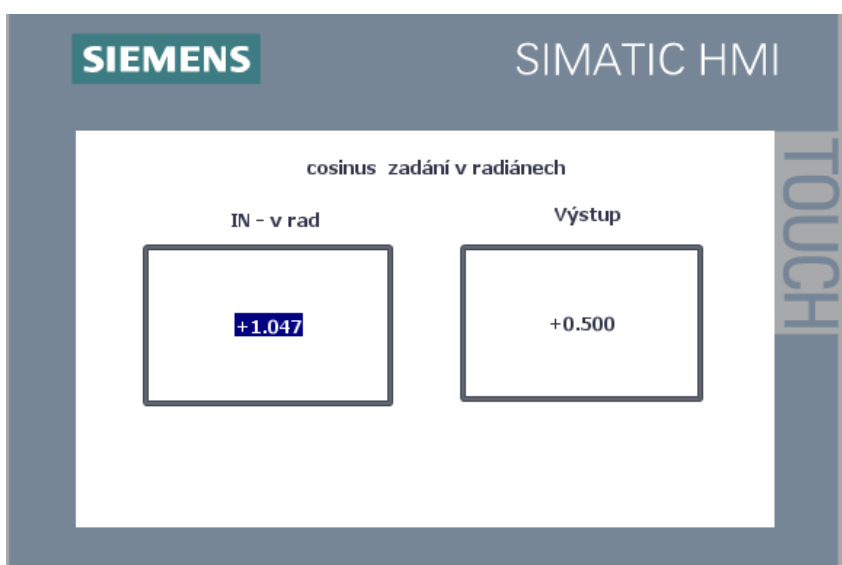 SIEMENS
SIMATIC HMI
TOUCH
cosinus  zadání v radiánech
IN - v rad
Výstup
+1.047
+0.500